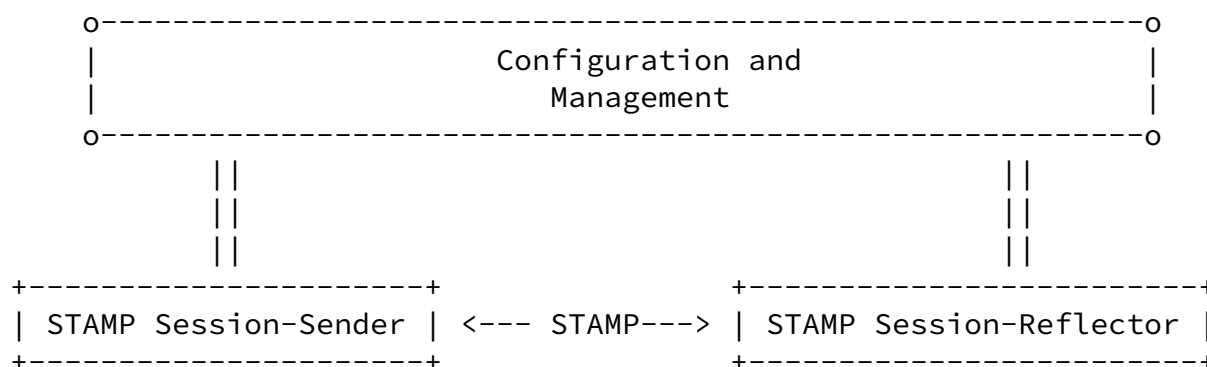 Configuration and
Management
STAMP Session-Sender <--- STAMP---> STAMP Session-Reflector